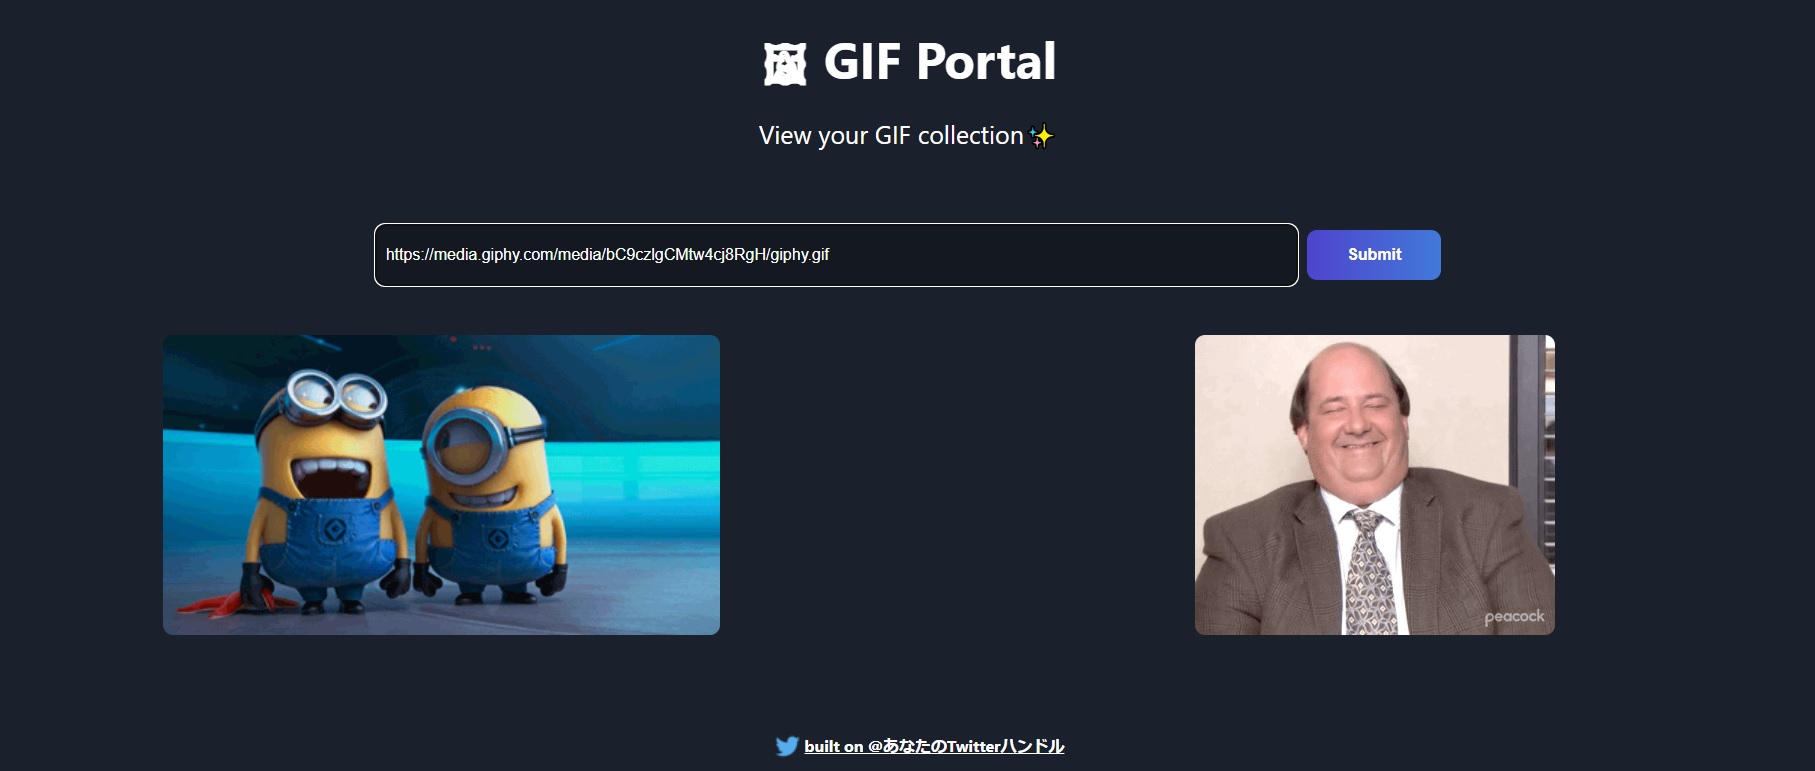 🖼 GIF Portal
View your GIF collection ✨
https://media.giphy.com/media/bC9czlgCMtw4cj8RgH/giphy.gif
Submit
peacock
built on @あなたのTwitterハンドル